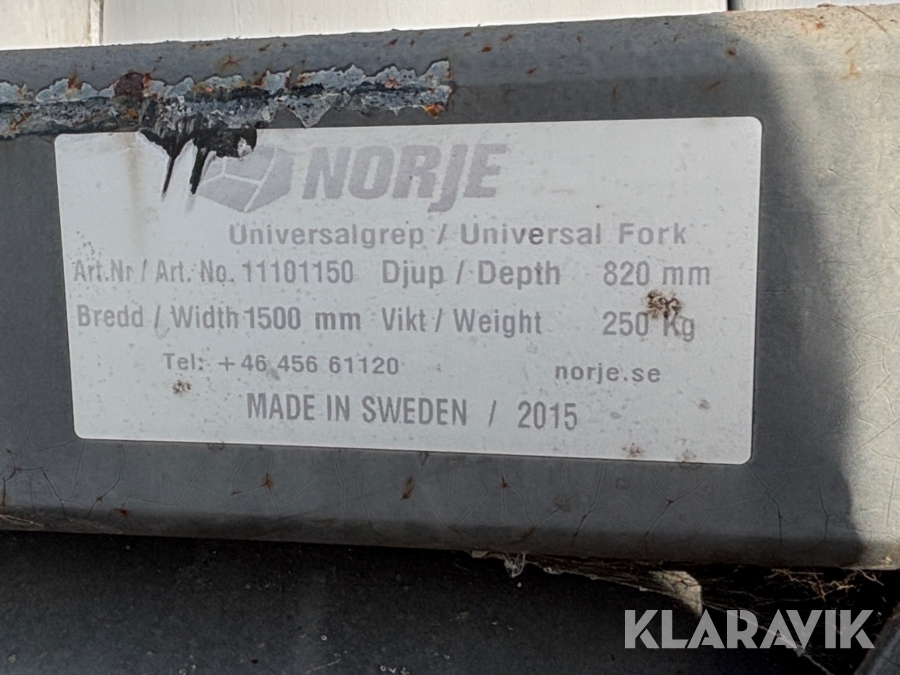 NORJE
Universalgrep / Universal Fork
Art.Nr / Art. No. 11101150 Djup / Depth 820 mm
Bredd / Width 1500 mm Vikt / Weight 250 Kg
Tel: +46 456 61120 norje.se
MADE IN SWEDEN / 2015
KLARAVIK